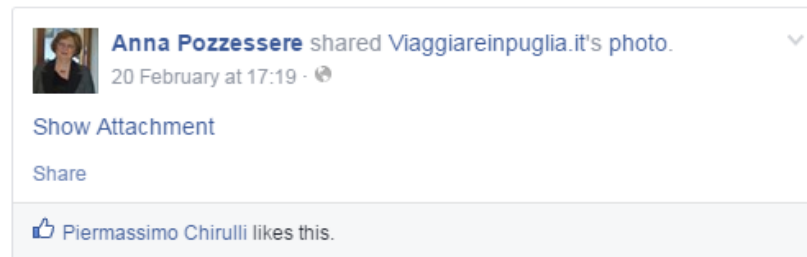 Anna Pozzessere shared Viaggiareinpuglia.it's photo.
20 February at 17:19 ·
Show Attachment
Share
Piermassimo Chirulli likes this.